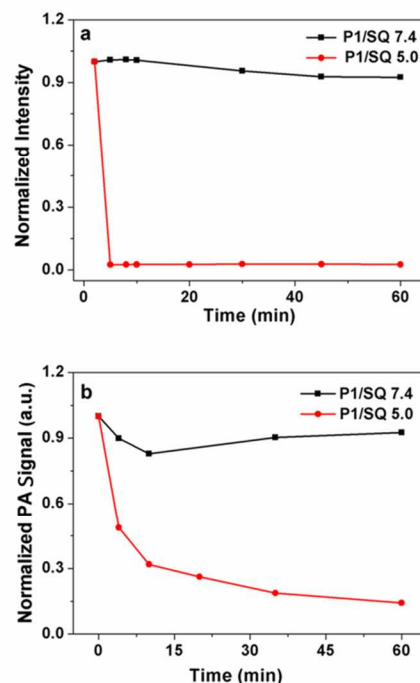 a
P1/SQ 7.4
P1/SQ 5.0
Normalized Intensity
1.2
0.9
0.6
0.3
0.0
0 20 40 60
Time (min)
b
P1/SQ 7.4
P1/SQ 5.0
Normalized PA Signal (a.u.)
1.2
0.9
0.6
0.3
0.0
0 15 30 45 60
Time (min)